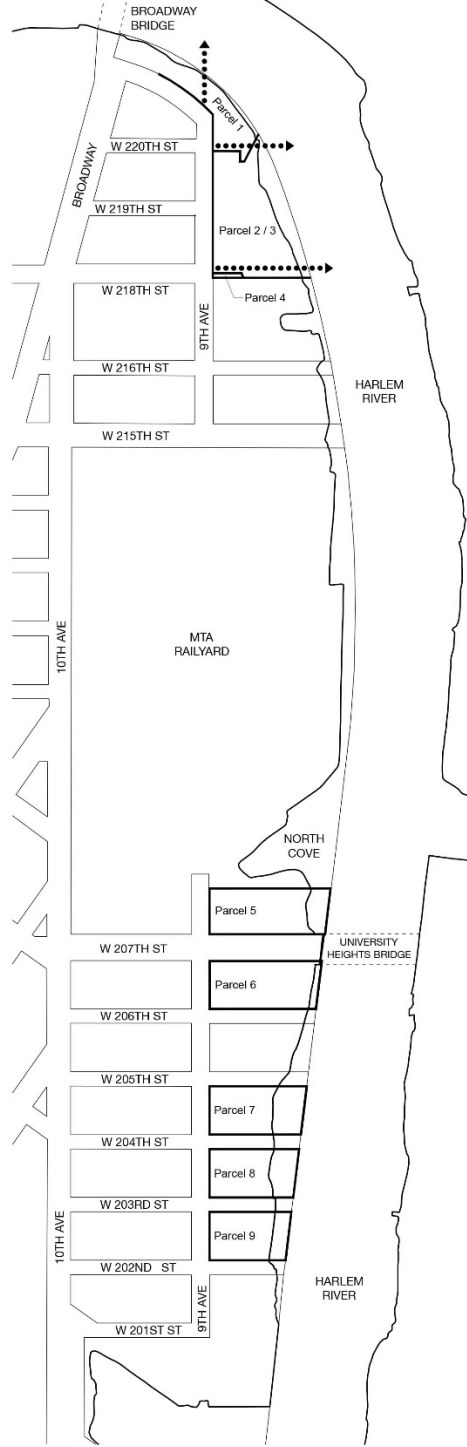 BROADWAY
BRIDGE
Parcel 1
W 220TH ST
BROADWAY
W 219TH ST
Parcel 2 / 3
W 218TH ST
Parcel 4
9TH AVE
W 216TH ST
HARLEM
RIVER
W 215TH ST
10TH AVE
MTA
RAILYARD
NORTH
COVE
Parcel 5
W 207TH ST
UNIVERSITY
HEIGHTS BRIDGE
Parcel 6
W 206TH ST
W 205TH ST
Parcel 7
W 204TH ST
Parcel 8
W 203RD ST
10TH AVE
Parcel 9
W 202ND ST
9TH AVE
HARLEM
RIVER
W 201ST ST